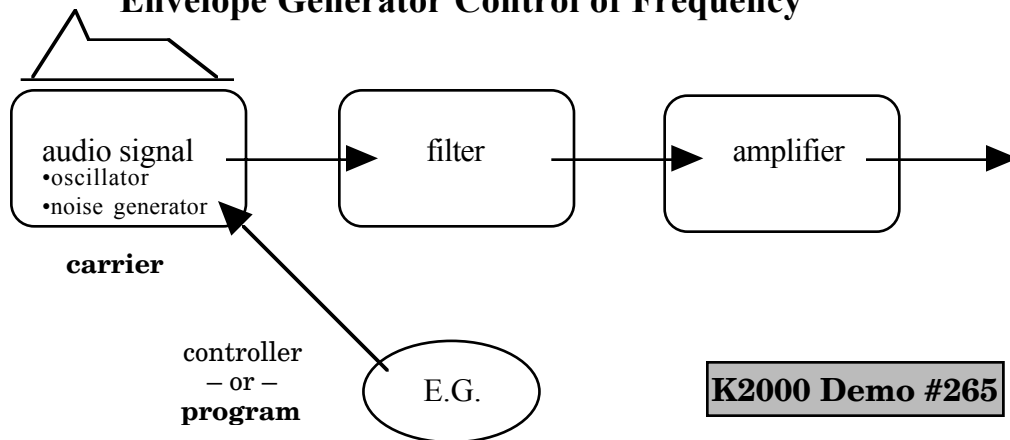 Envelope Generator Control of Frequency
audio signal
•oscillator
•noise generator
filter
amplifier
carrier
controller
– or –
program
E.G.
K2000 Demo #265